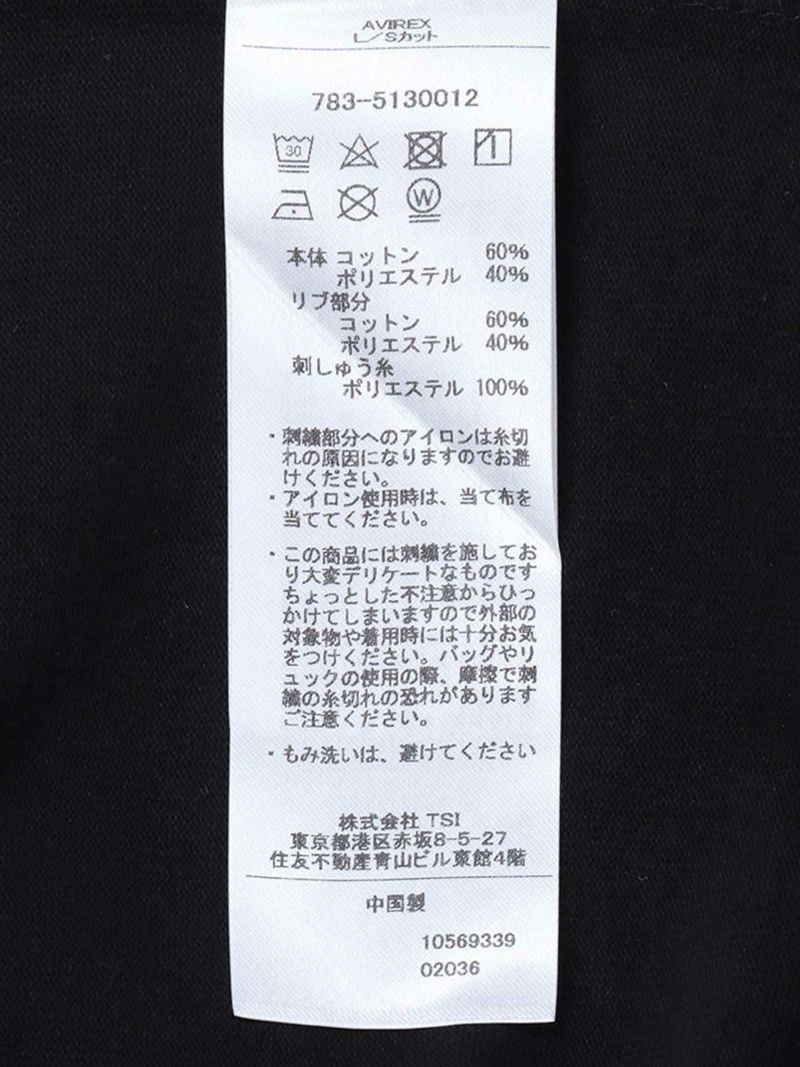 AVIREX
L／Sカット
783-5130012
30
W
本体 コットン 60%
ポリエステル 40%
リブ部分
コットン 60%
ポリエステル 40%
刺しゅう糸
ポリエステル 100%
・刺繍部分へのアイロンは糸切
れの原因になりますのでお避
けください。
・アイロン使用時は、当て布を
当ててください。
・この商品には刺繍を施してお
り大変デリケートなものです
ちょっとした不注意からひっ
かけてしまいますので外部の
対象物や着用時には十分お気
をつけください。バッグやリ
ュックの使用の際、摩擦で刺
繍の糸切れの恐れがあります
ご注意ください。
・もみ洗いは、避けてください
株式会社 TSI
東京都港区赤坂8-5-27
住友不動産青山ビル東館4階
中国製
10569339
02036